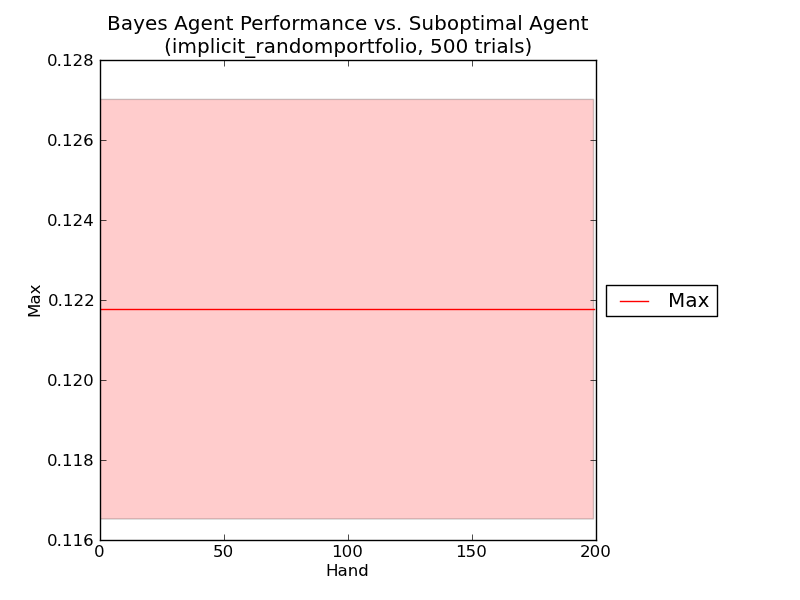 Bayes Agent Performance vs. Suboptimal Agent
(implicit_randomportfolio, 500 trials)
0.128
0.126
0.124
0.122
0.120
0.118
0.116
Max
Max
0
50
100
150
200
Hand